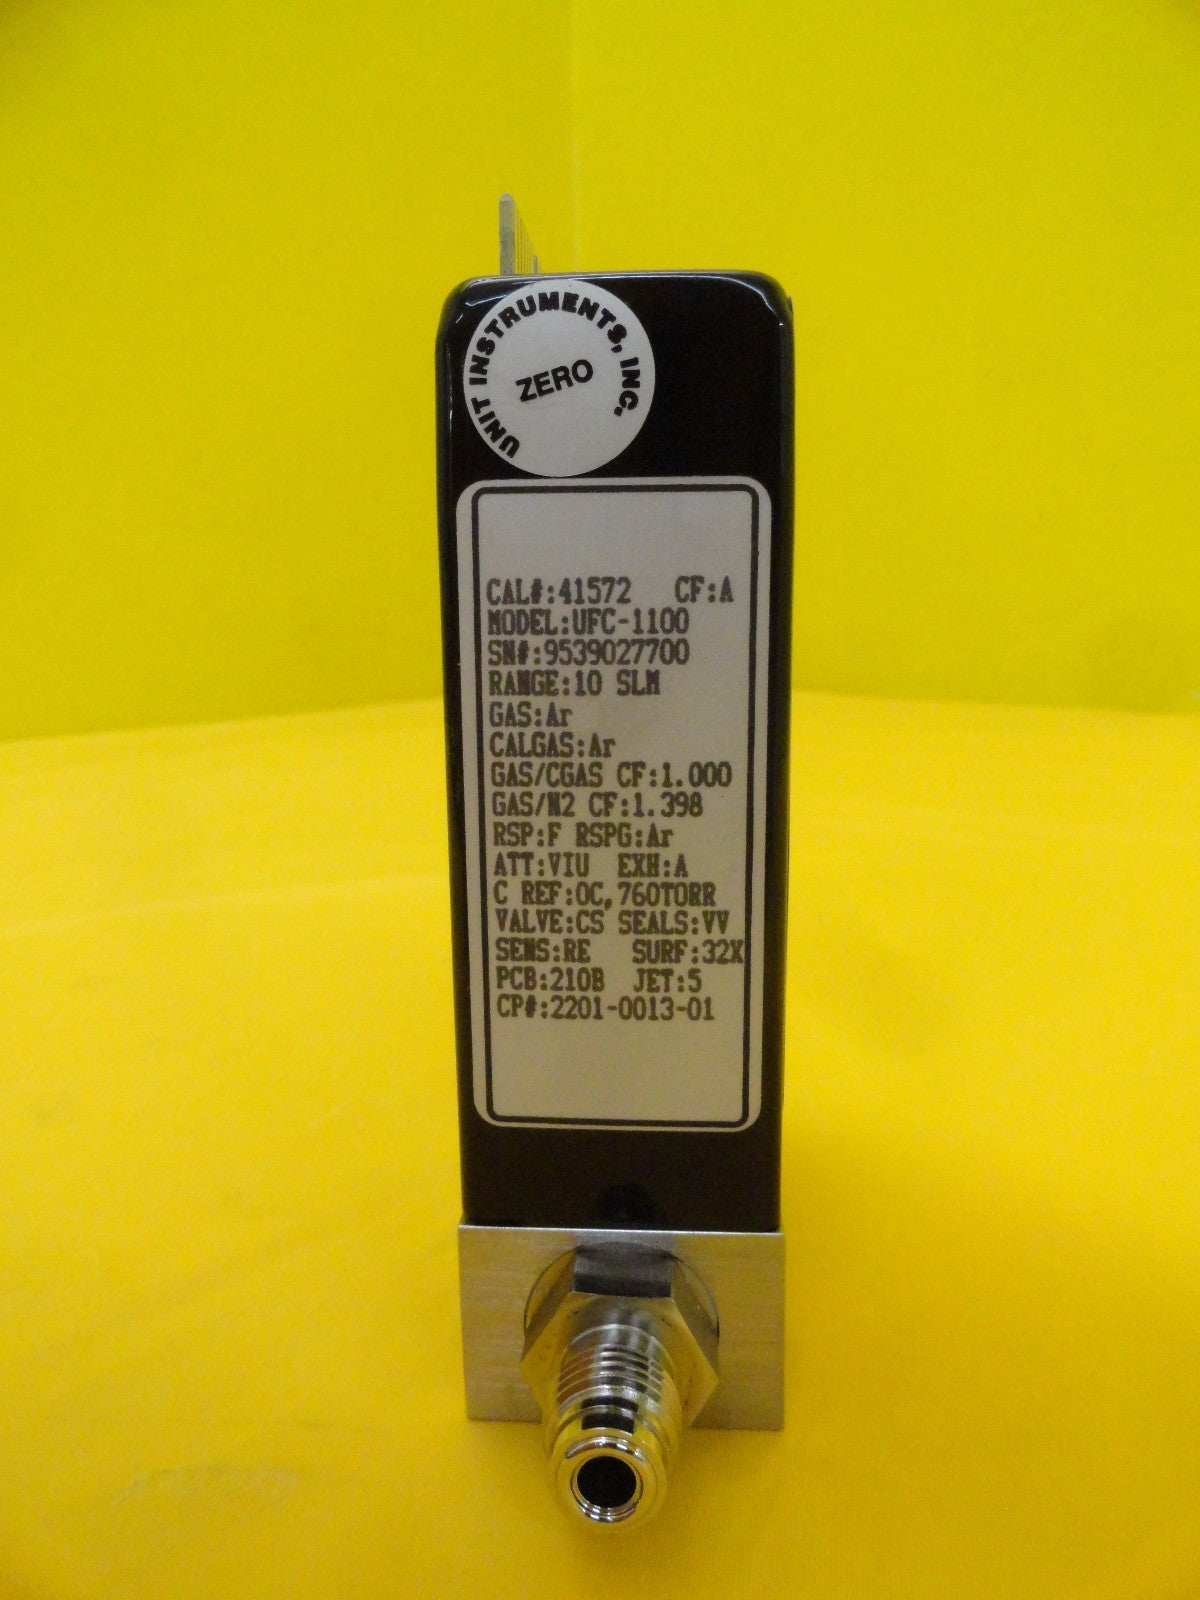 UNIT INSTRUMENTS, INC.
ZERO
CAL#:41572 CF:A
MODEL:UFC-1100
SN#:9539027700
RANGE:10 SLM
GAS:Ar
CALGAS:Ar
GAS/CGAS CF:1.000
GAS/N2 CF:1.398
RSP:F RSPG:Ar
ATT:VIU EXH:A
C REF:0C,760TORR
VALVE:CS SEALS:VV
SENS:RE SURF:32X
PCB:210B JET:5
CP#:2201-0013-01